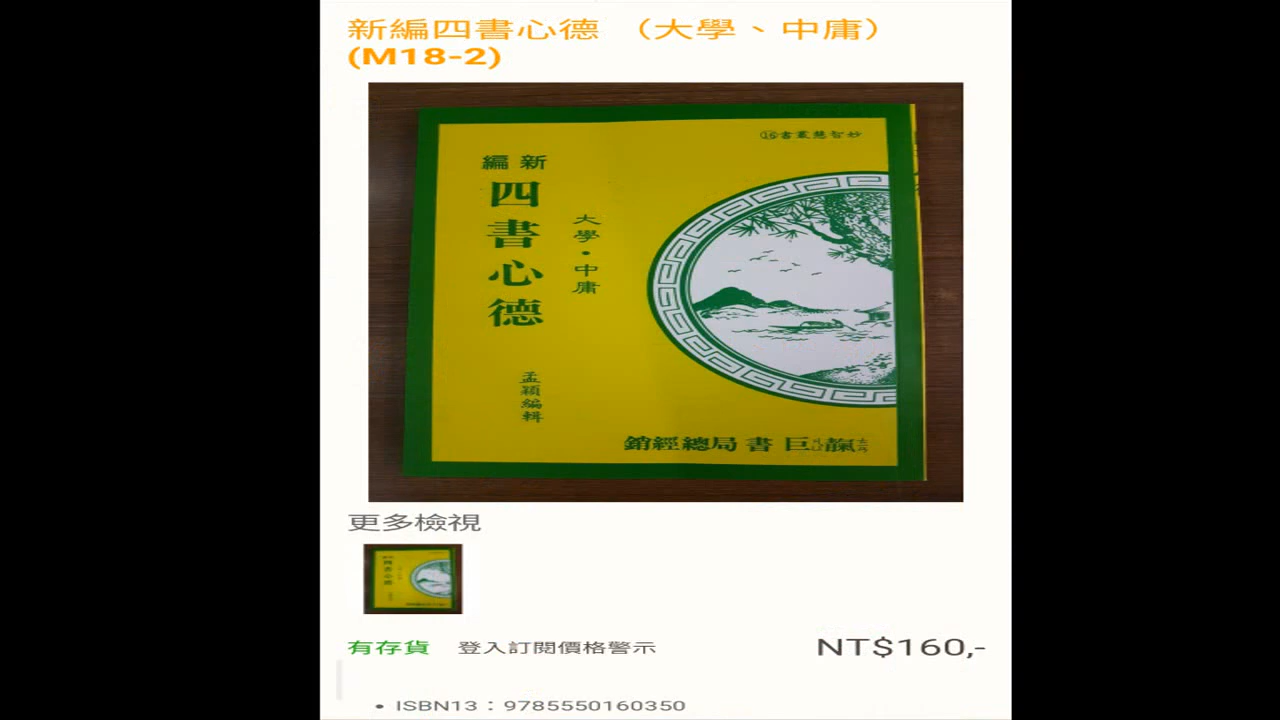 新編四書心德 （大學、中庸）
(M18-2)
⑮書叢慧智妙
編新
四書心德
大學・中庸
孟穎編輯
銷經總局書巨靝
更多檢視
有存貨 登入訂閱價格警示 NT$160,-
• ISBN13：9785550160350